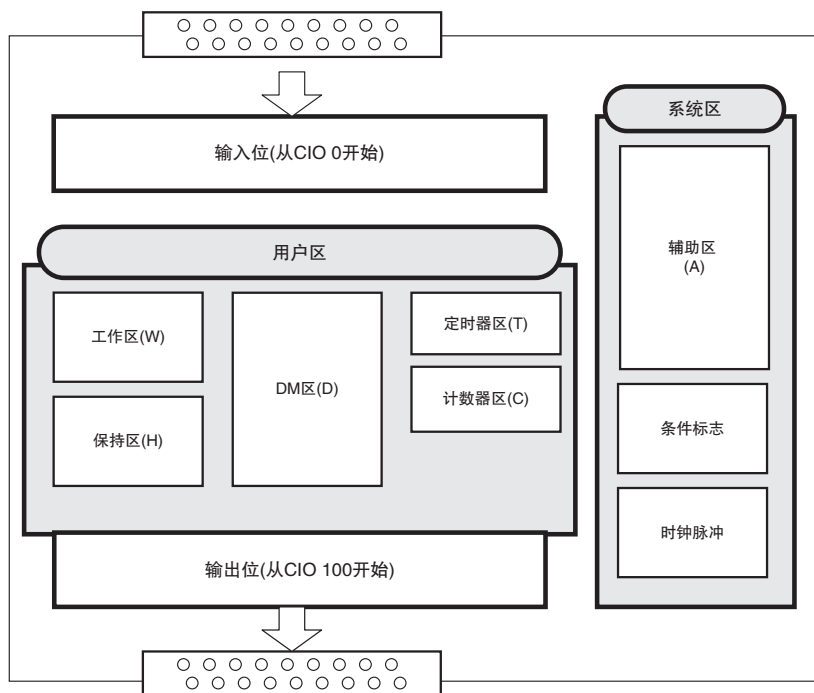 输入位(从CIO 0开始)
用户区
工作区(W)
保持区(H)
DM区(D)
定时器区(T)
计数器区(C)
输出位(从CIO 100开始)
系统区
辅助区
(A)
条件标志
时钟脉冲